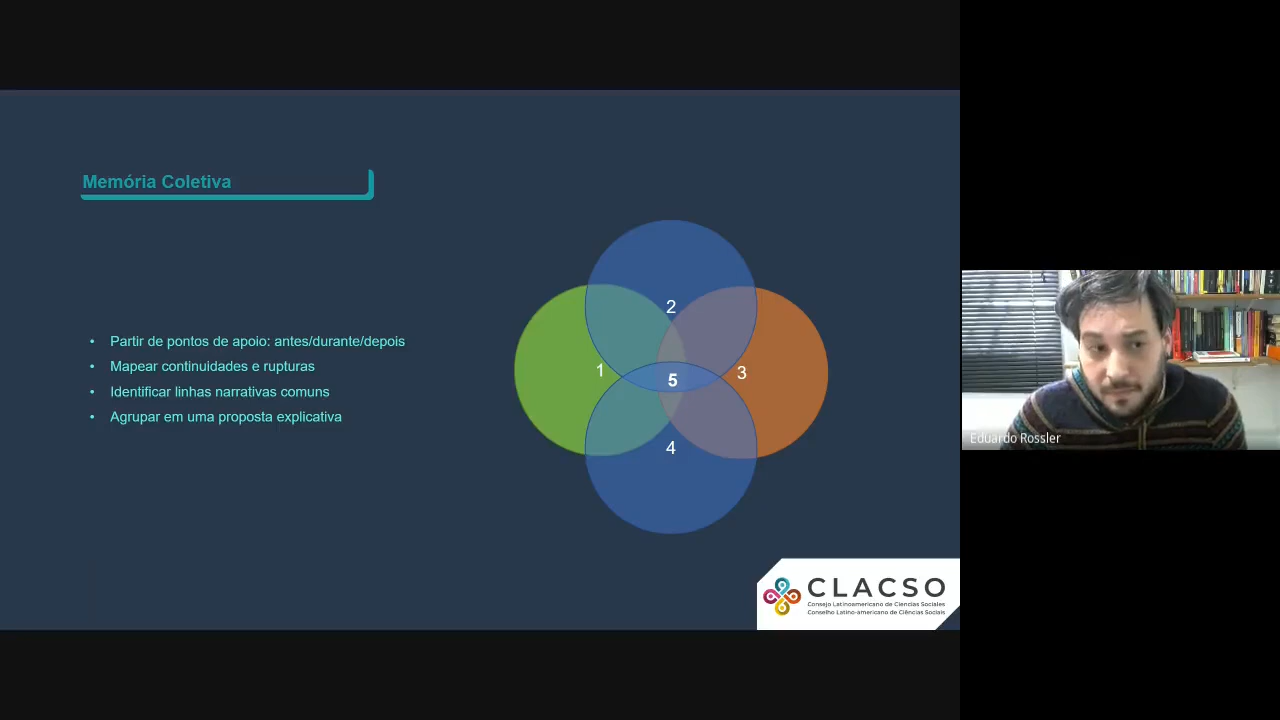 Memória Coletiva
• Partir de pontos de apoio: antes/durante/depois
• Mapear continuidades e rupturas
• Identificar linhas narrativas comuns
• Agrupar em uma proposta explicativa
2
1
3
5
4
Eduardo Rossler
CLACSO
Consejo Latinoamericano de Ciencias Sociales
Conselho Latino-americano de Ciências Sociais